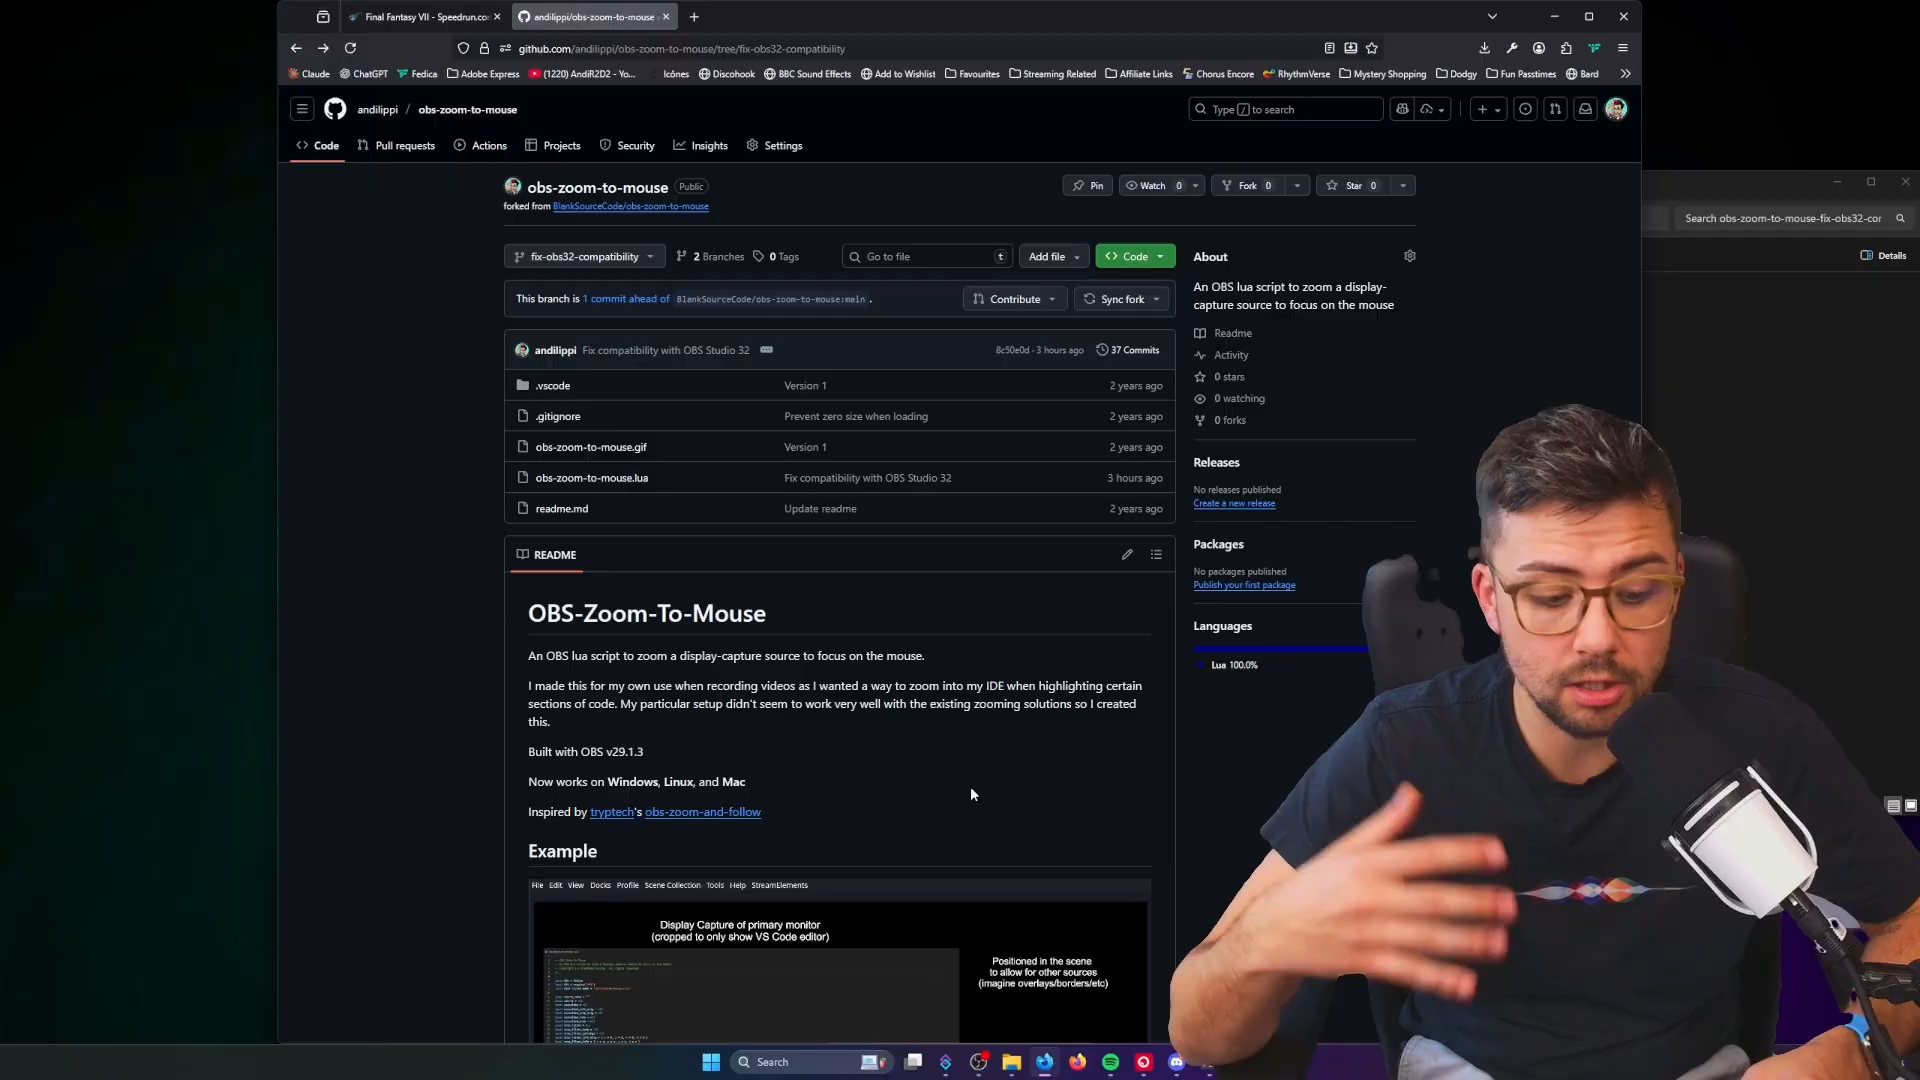 Final Fantasy VII - Speedrun.co
andilippi/obs-zoom-to-mouse
github.com/andilippi/obs-zoom-to-mouse/tree/fix-obs32-compatibility
Claude ChatGPT Fedica Adobe Express (1220) AndiR2D2 - Yo... Icônes Discohook BBC Sound Effects Add to Wishlist Favourites Streaming Related Affiliate Links Chorus Encore RhythmVerse Mystery Shopping Dodgy Fun Passtimes Bard
andilippi / obs-zoom-to-mouse
Type / to search
Code Pull requests Actions Projects Security Insights Settings
obs-zoom-to-mouse Public
Pin Watch 0 Fork 0 Star 0
forked from BlankSourceCode/obs-zoom-to-mouse
Search obs-zoom-to-mouse-fix-obs32-cor
Details
fix-obs32-compatibility 2 Branches 0 Tags Go to file t Add file Code
This branch is 1 commit ahead of BlankSourceCode/obs-zoom-to-mouse:main .
Contribute Sync fork
andilippi Fix compatibility with OBS Studio 32 8c50e0d · 3 hours ago 37 Commits
.vscode Version 1 2 years ago
.gitignore Prevent zero size when loading 2 years ago
obs-zoom-to-mouse.gif Version 1 2 years ago
obs-zoom-to-mouse.lua Fix compatibility with OBS Studio 32 3 hours ago
readme.md Update readme 2 years ago
README
OBS-Zoom-To-Mouse
An OBS lua script to zoom a display-capture source to focus on the mouse.
I made this for my own use when recording videos as I wanted a way to zoom into my IDE when highlighting certain
sections of code. My particular setup didn't seem to work very well with the existing zooming solutions so I created
this.
Built with OBS v29.1.3
Now works on Windows, Linux, and Mac
Inspired by tryptech's obs-zoom-and-follow
Example
File Edit View Docks Profile Scene Collection Tools Help StreamElements
Display Capture of primary monitor
(cropped to only show VS Code editor)
Positioned in the scene
to allow for other sources
(imagine overlays/borders/etc)
About
An OBS lua script to zoom a display-
capture source to focus on the mouse
Readme
Activity
0 stars
0 watching
0 forks
Releases
No releases published
Create a new release
Packages
No packages published
Publish your first package
Languages
Lua 100.0%
Search